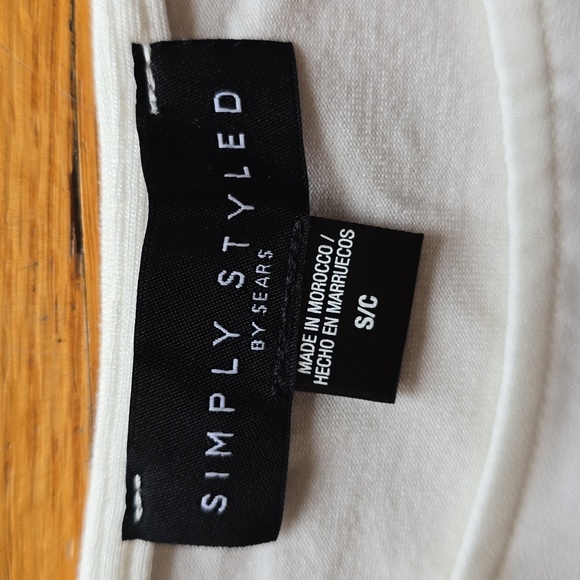 SIMPLY STYLED
BY SEARS
MADE IN MOROCCO /
HECHO EN MARRUECOS
S/C